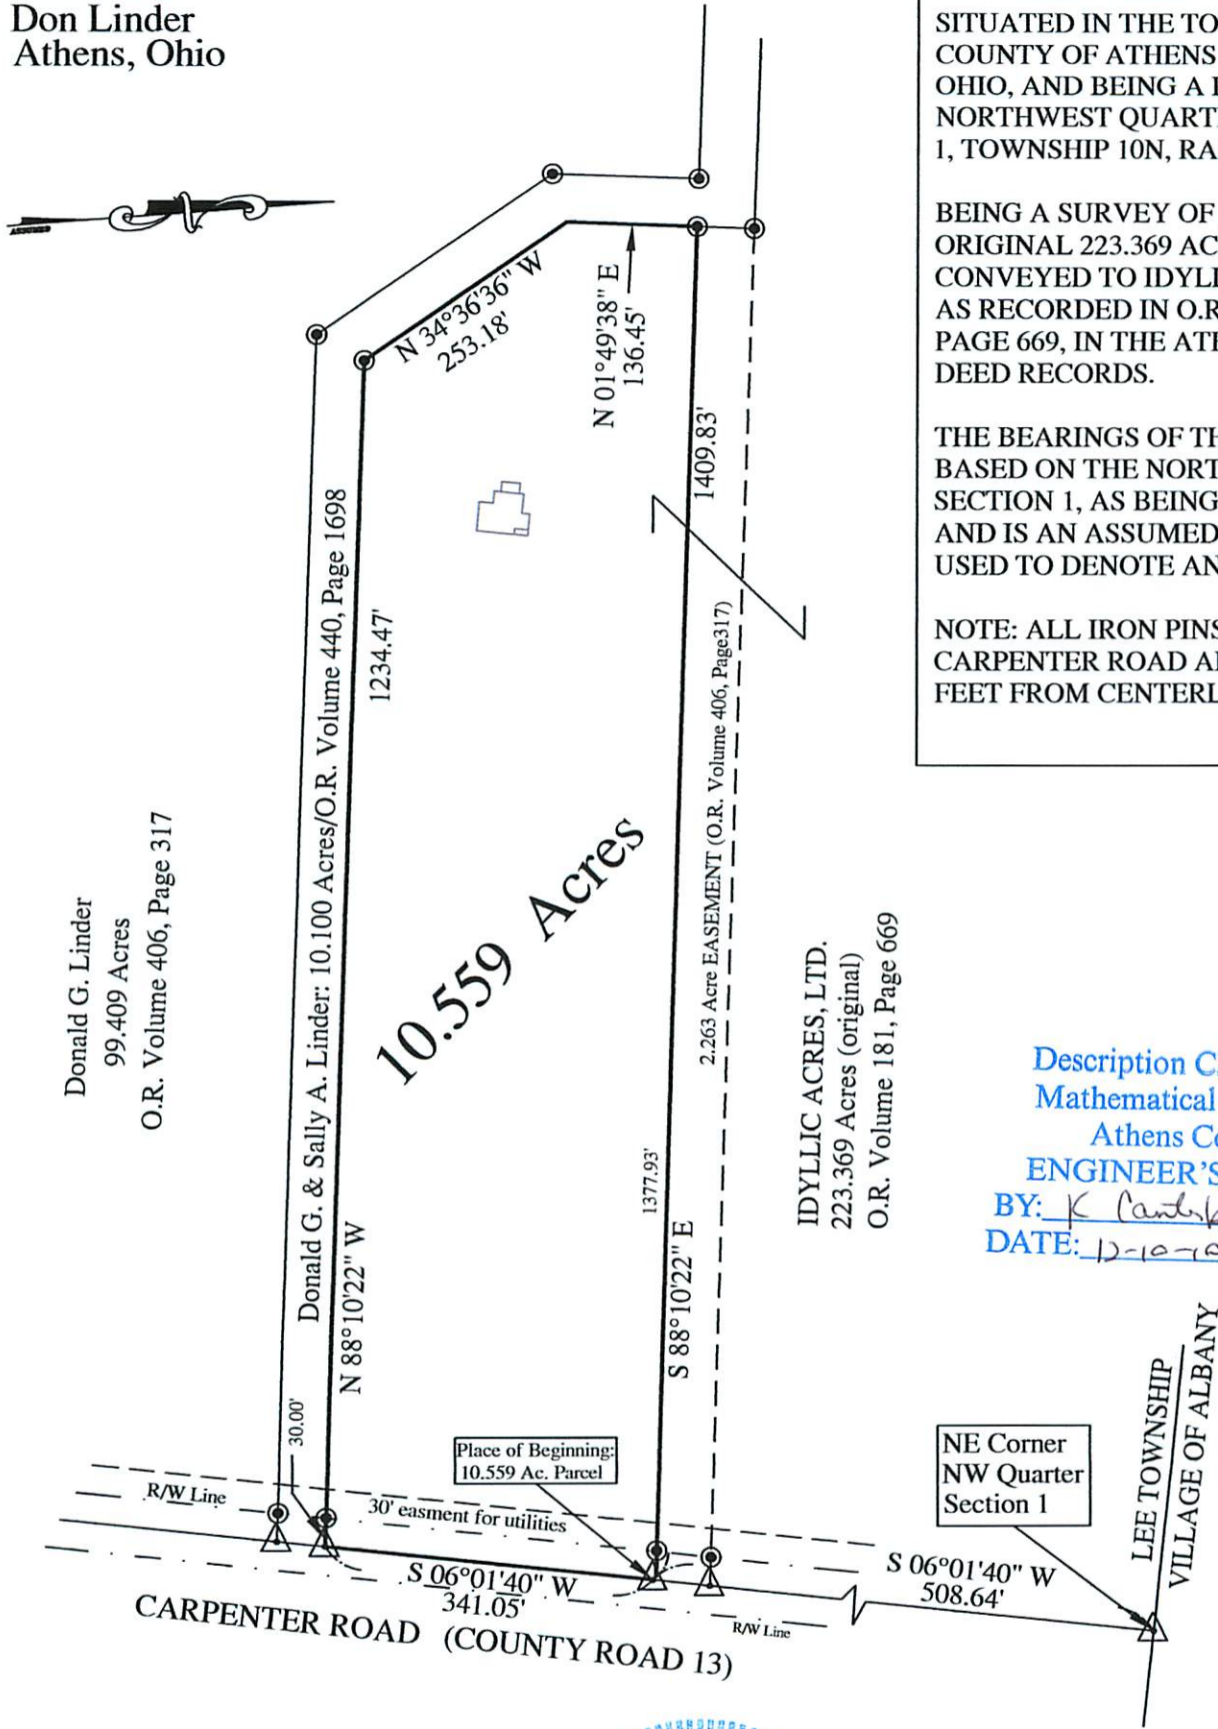 Don Linder
Athens, Ohio
ASSUMED
SITUATED IN THE TO
COUNTY OF ATHENS
OHIO, AND BEING A
NORTHWEST QUART
1, TOWNSHIP 10N, RA
BEING A SURVEY OF
ORIGINAL 223.369 AC
CONVEYED TO IDYLL
AS RECORDED IN O.R
PAGE 669, IN THE ATH
DEED RECORDS.
THE BEARINGS OF TH
BASED ON THE NORT
SECTION 1, AS BEING
AND IS AN ASSUMED
USED TO DENOTE AN
NOTE: ALL IRON PINS
CARPENTER ROAD A
FEET FROM CENTERL
N 34°36'36" W
253.18'
N 01°49'38" E
136.45'
1409.83'
Donald G. & Sally A. Linder: 10.100 Acres/O.R. Volume 440, Page 1698
1234.47'
N 88°10'22" W
2.263 Acre EASEMENT (O.R. Volume 406, Page317)
Donald G. Linder
99.409 Acres
O.R. Volume 406, Page 317
10.559 Acres
1377.93'
S 88°10'22" E
IDYLLIC ACRES, LTD.
223.369 Acres (original)
O.R. Volume 181, Page 669
Description C
Mathematical
Athens Co
ENGINEER'S
BY: K
DATE: 12-10-10
30.00'
Place of Beginning:
10.559 Ac. Parcel
NE Corner
NW Quarter
Section 1
LEE TOWNSHIP
VILLAGE OF ALBANY
R/W Line
30' easment for utilities
S 06°01'40" W
341.05'
S 06°01'40" W
508.64'
R/W Line
CARPENTER ROAD (COUNTY ROAD 13)